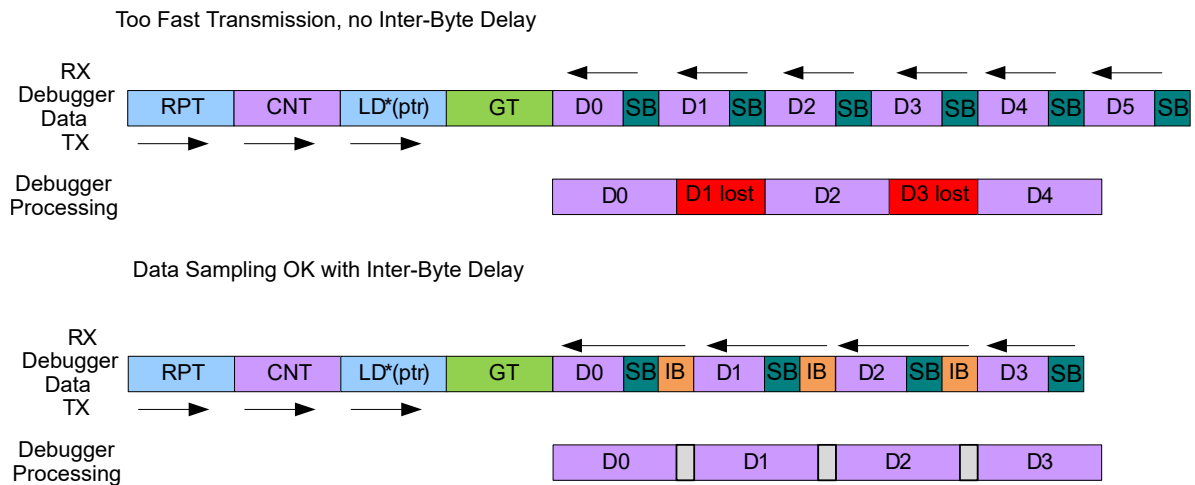 Too Fast Transmission, no Inter-Byte Delay
RX
Debugger
Data
TX
RPT CNT LD*(ptr) GT D0 SB D1 SB D2 SB D3 SB D4 SB D5 SB
Debugger
Processing
D0 D1 lost D2 D3 lost D4
Data Sampling OK with Inter-Byte Delay
RX
Debugger
Data
TX
RPT CNT LD*(ptr) GT D0 SB IB D1 SB IB D2 SB IB D3 SB
Debugger
Processing
D0 D1 D2 D3